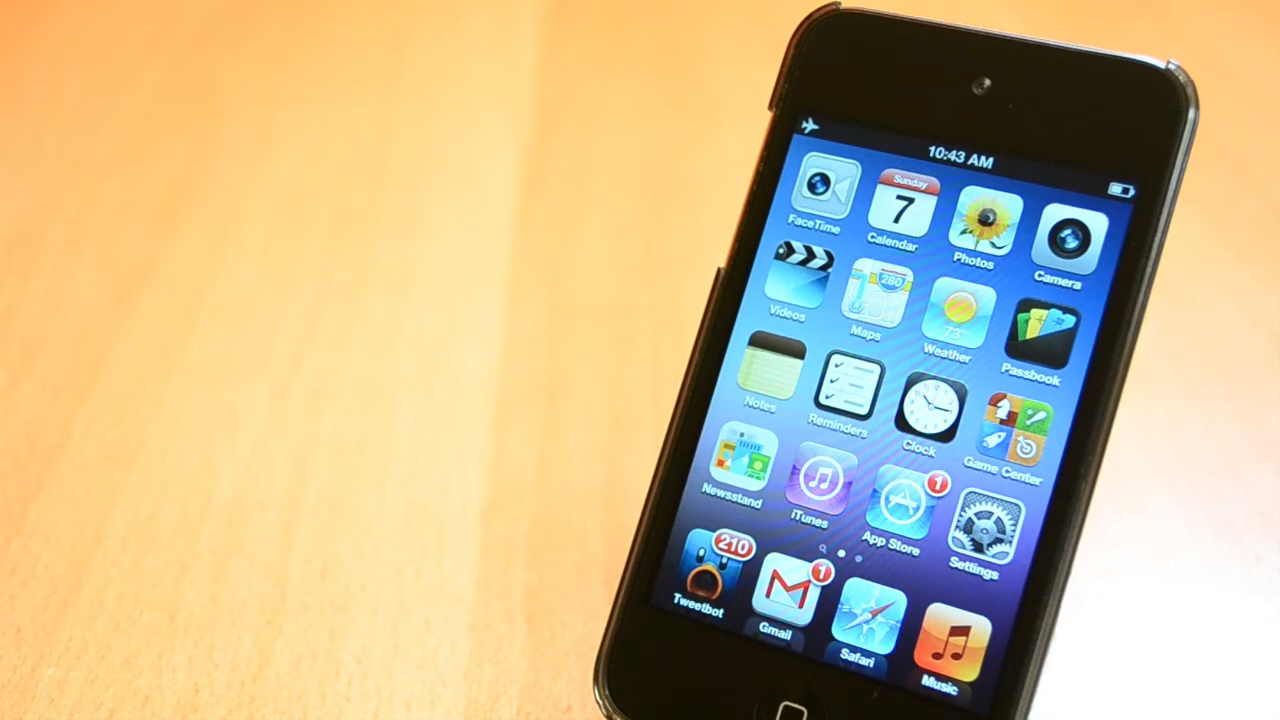 10:43 AM
Sunday
7
FaceTime
Calendar
Photos
Camera
280
73°
Videos
Maps
Weather
Passbook
Notes
Reminders
Clock
Game Center
1
Newsstand
iTunes
App Store
Settings
210
1
Tweetbot
Gmail
Safari
Music